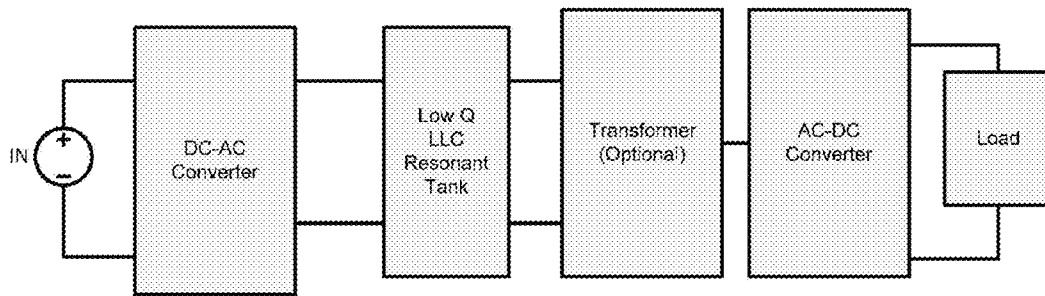 IN
+
−
DC-AC
Converter
Low Q
LLC
Resonant
Tank
Transformer
(Optional)
AC-DC
Converter
Load